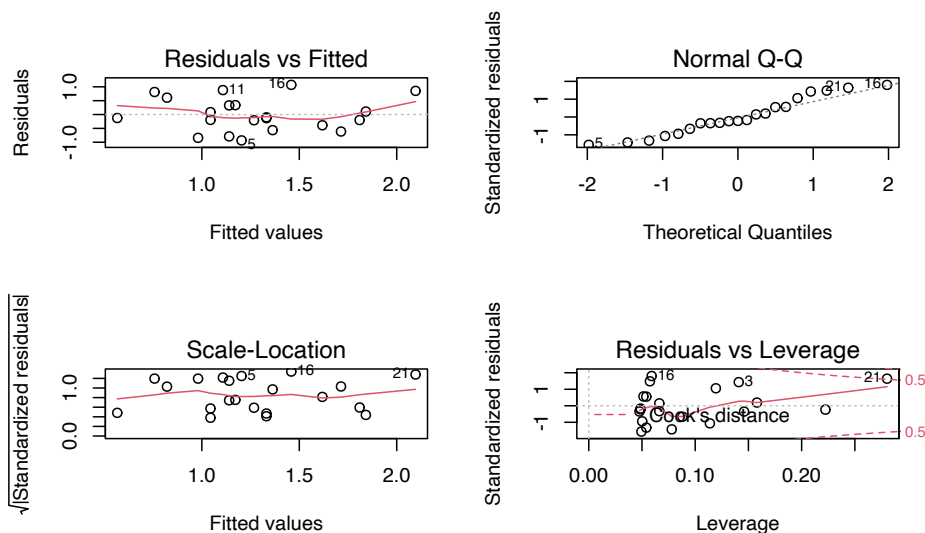 Residuals vs Fitted
Residuals
1.0
-1.0
11
16
5
1.0
1.5
2.0
Fitted values
Normal Q-Q
Standardized residuals
1
-1
5
21
16
-2
-1
0
1
2
Theoretical Quantiles
Scale-Location
√|Standardized residuals|
1.0
0.0
5
16
21
1.0
1.5
2.0
Fitted values
Residuals vs Leverage
Standardized residuals
1
-1
16
3
21
0.5
0.5
Cook's distance
0.00
0.10
0.20
Leverage